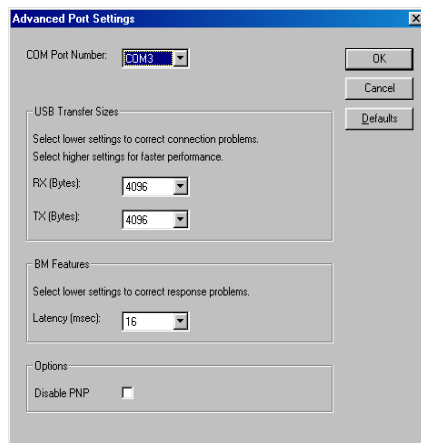 Advanced Port Settings
COM Port Number: COM3
OK
Cancel
Defaults
USB Transfer Sizes
Select lower settings to correct connection problems.
Select higher settings for faster performance.
RX (Bytes): 4096
TX (Bytes): 4096
BM Features
Select lower settings to correct response problems.
Latency (msec): 16
Options
Disable PNP